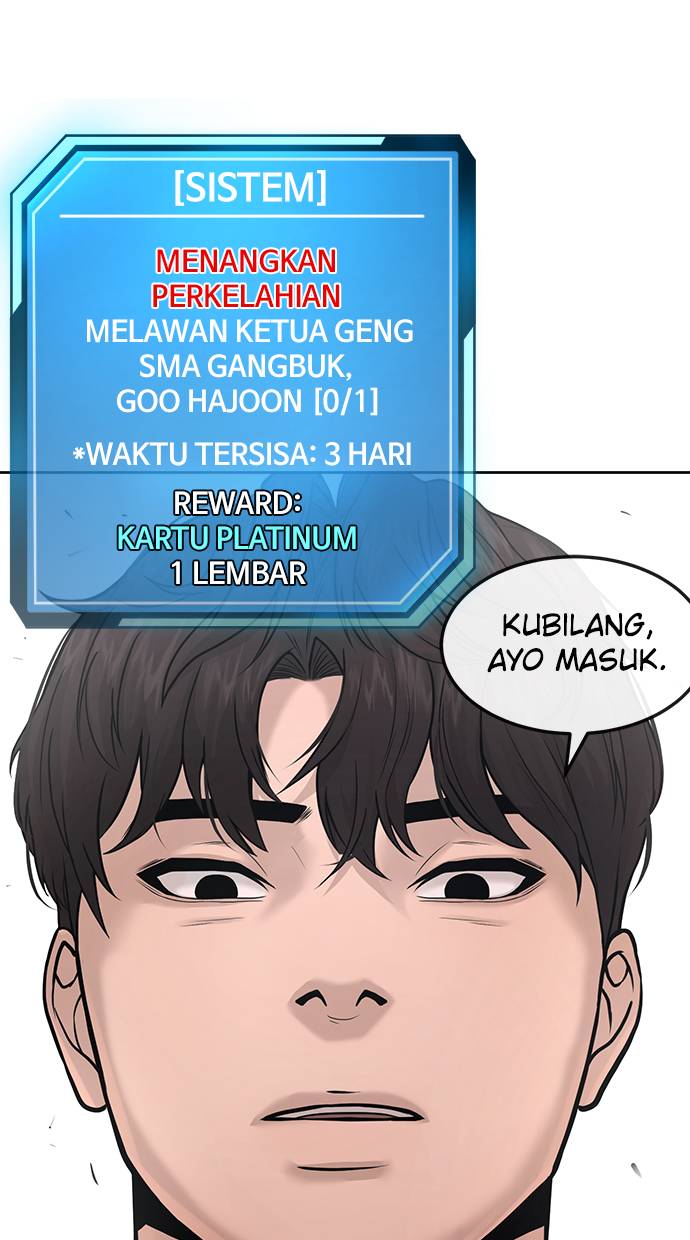 [SISTEM]
MENANGKAN
PERKELAHIAN
MELAWAN KETUA GENG
SMA GANGBUK,
GOO HAJOON [0/1]
*WAKTU TERSISA: 3 HARI
REWARD:
KARTU PLATINUM
1 LEMBAR
KUBILANG,
AYO MASUK.